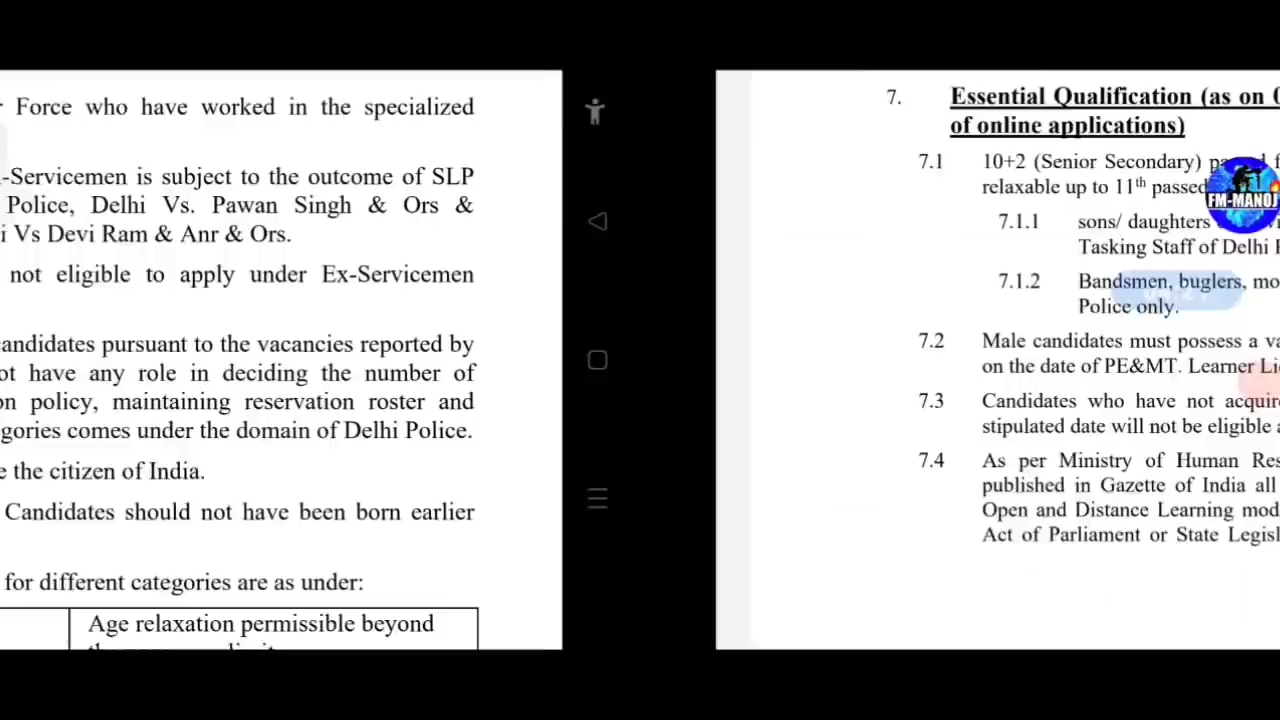 Force who have worked in the specialized
-Servicemen is subject to the outcome of SLP
Police, Delhi Vs. Pawan Singh & Ors &
i Vs Devi Ram & Anr & Ors.
not eligible to apply under Ex-Servicemen
andidates pursuant to the vacancies reported by
ot have any role in deciding the number of
on policy, maintaining reservation roster and
egories comes under the domain of Delhi Police.
e the citizen of India.
Candidates should not have been born earlier
for different categories are as under:
Age relaxation permissible beyond
7. Essential Qualification (as on
of online applications)
7.1 10+2 (Senior Secondary)
relaxable up to 11th passed
7.1.1 sons/ daughters
Tasking Staff of Delhi
7.1.2 Bandsmen, buglers, mo
Police only.
7.2 Male candidates must possess a va
on the date of PE&MT. Learner Li
7.3 Candidates who have not acquir
stipulated date will not be eligible a
7.4 As per Ministry of Human Res
published in Gazette of India all
Open and Distance Learning mod
Act of Parliament or State Legisl
FM-MANOJ